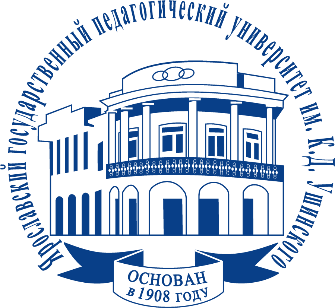 Ярославский государственный педагогический университет им. К.Д. Ушинского
ОСНОВАН
в 1908 году